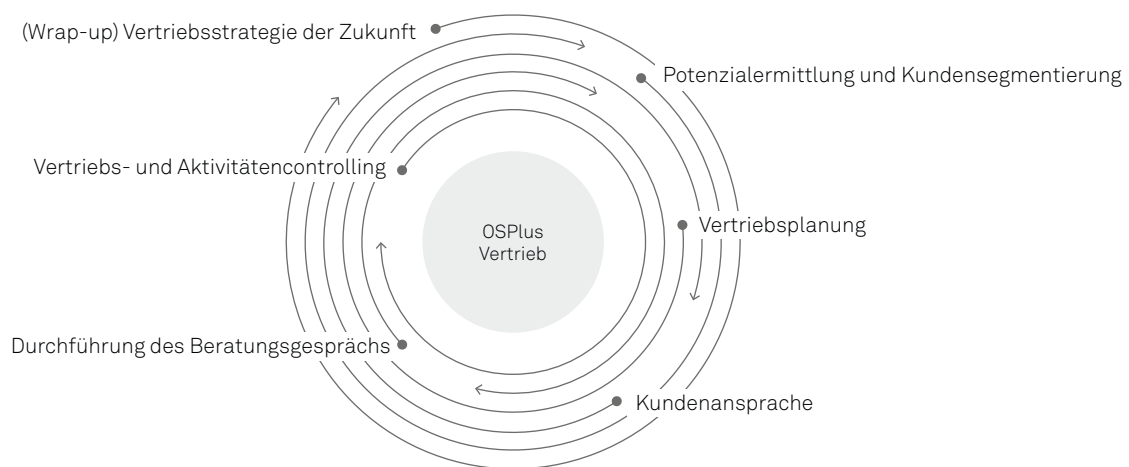 (Wrap-up) Vertriebsstrategie der Zukunft
Potenzialermittlung und Kundensegmentierung
Vertriebs- und Aktivitätencontrolling
Vertriebsplanung
OSPlus
Vertrieb
Durchführung des Beratungsgesprächs
Kundenansprache